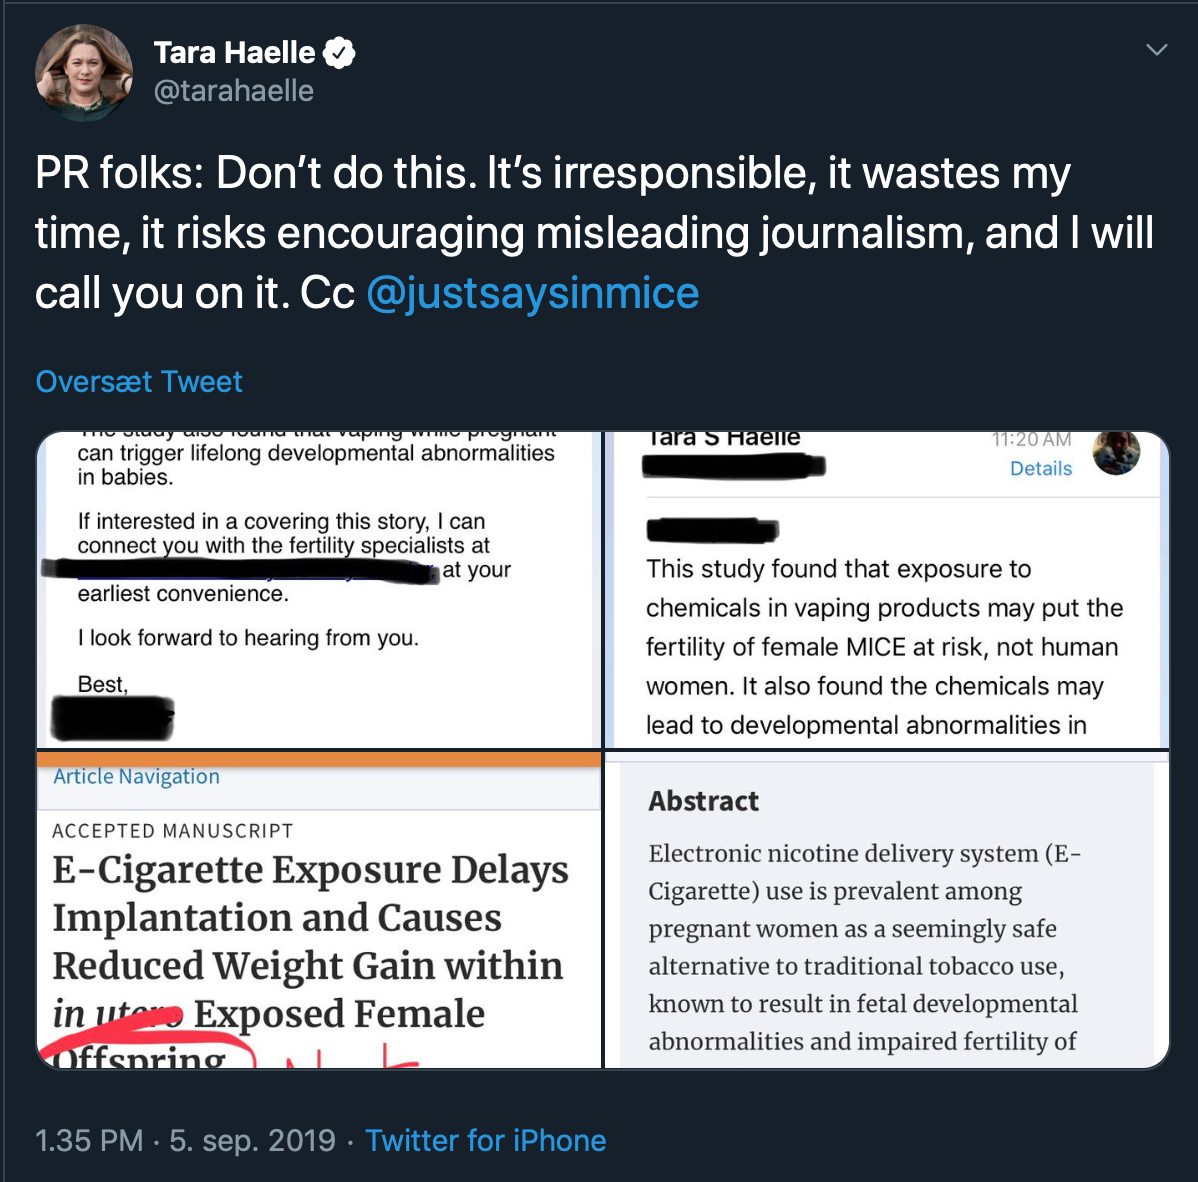 Tara Haelle
@tarahaelle
PR folks: Don’t do this. It’s irresponsible, it wastes my
time, it risks encouraging misleading journalism, and I will
call you on it. Cc @justsaysinmice
Oversæt Tweet
The study also found that vaping while pregnant
can trigger lifelong developmental abnormalities
in babies.
If interested in a covering this story, I can
connect you with the fertility specialists at
, at your
earliest convenience.
I look forward to hearing from you.
Best,
Tara S Haelle
11:20 AM
Details
This study found that exposure to
chemicals in vaping products may put the
fertility of female MICE at risk, not human
women. It also found the chemicals may
lead to developmental abnormalities in
Article Navigation
ACCEPTED MANUSCRIPT
E-Cigarette Exposure Delays
Implantation and Causes
Reduced Weight Gain within
in utero Exposed Female
Offspring
Abstract
Electronic nicotine delivery system (E-
Cigarette) use is prevalent among
pregnant women as a seemingly safe
alternative to traditional tobacco use,
known to result in fetal developmental
abnormalities and impaired fertility of
1.35 PM · 5. sep. 2019 · Twitter for iPhone